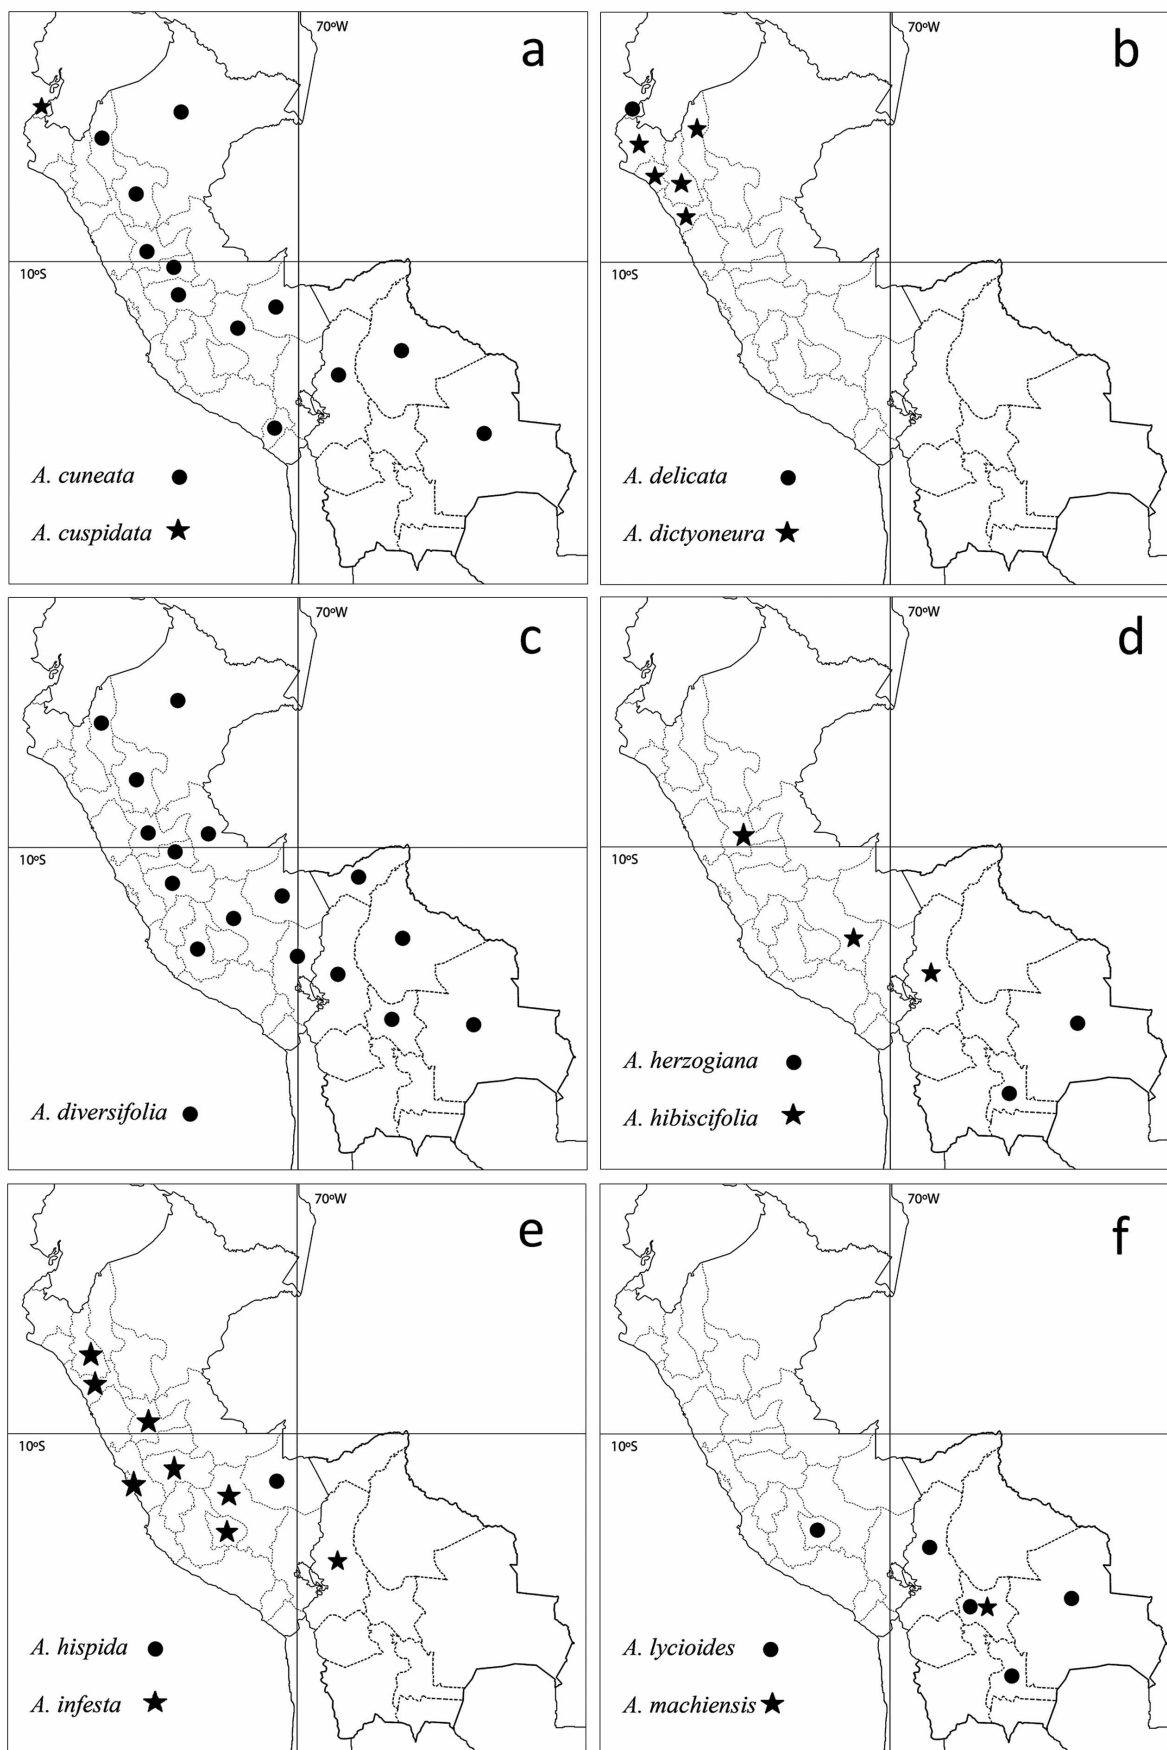 70ºW
a
10ºS
A. cuneata
A. cuspidata
70ºW
b
10ºS
A. delicata
A. dictyoneura
70ºW
c
10ºS
A. diversifolia
70ºW
d
10ºS
A. herzogiana
A. hibiscifolia
70ºW
e
10ºS
A. hispida
A. infesta
70ºW
f
10ºS
A. lycioides
A. machiensis